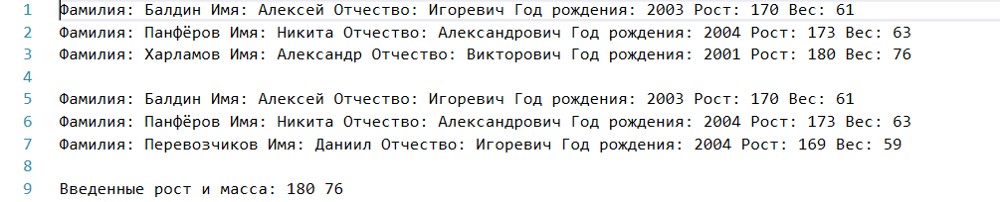 1 Фамилия: Балдин Имя: Алексей Отчество: Игоревич Год рождения: 2003 Рост: 170 Вес: 61
2 Фамилия: Панфёров Имя: Никита Отчество: Александрович Год рождения: 2004 Рост: 173 Вес: 63
3 Фамилия: Харламов Имя: Александр Отчество: Викторович Год рождения: 2001 Рост: 180 Вес: 76
4
5 Фамилия: Балдин Имя: Алексей Отчество: Игоревич Год рождения: 2003 Рост: 170 Вес: 61
6 Фамилия: Панфёров Имя: Никита Отчество: Александрович Год рождения: 2004 Рост: 173 Вес: 63
7 Фамилия: Перевозчиков Имя: Даниил Отчество: Игоревич Год рождения: 2004 Рост: 169 Вес: 59
8
9 Введенные рост и масса: 180 76